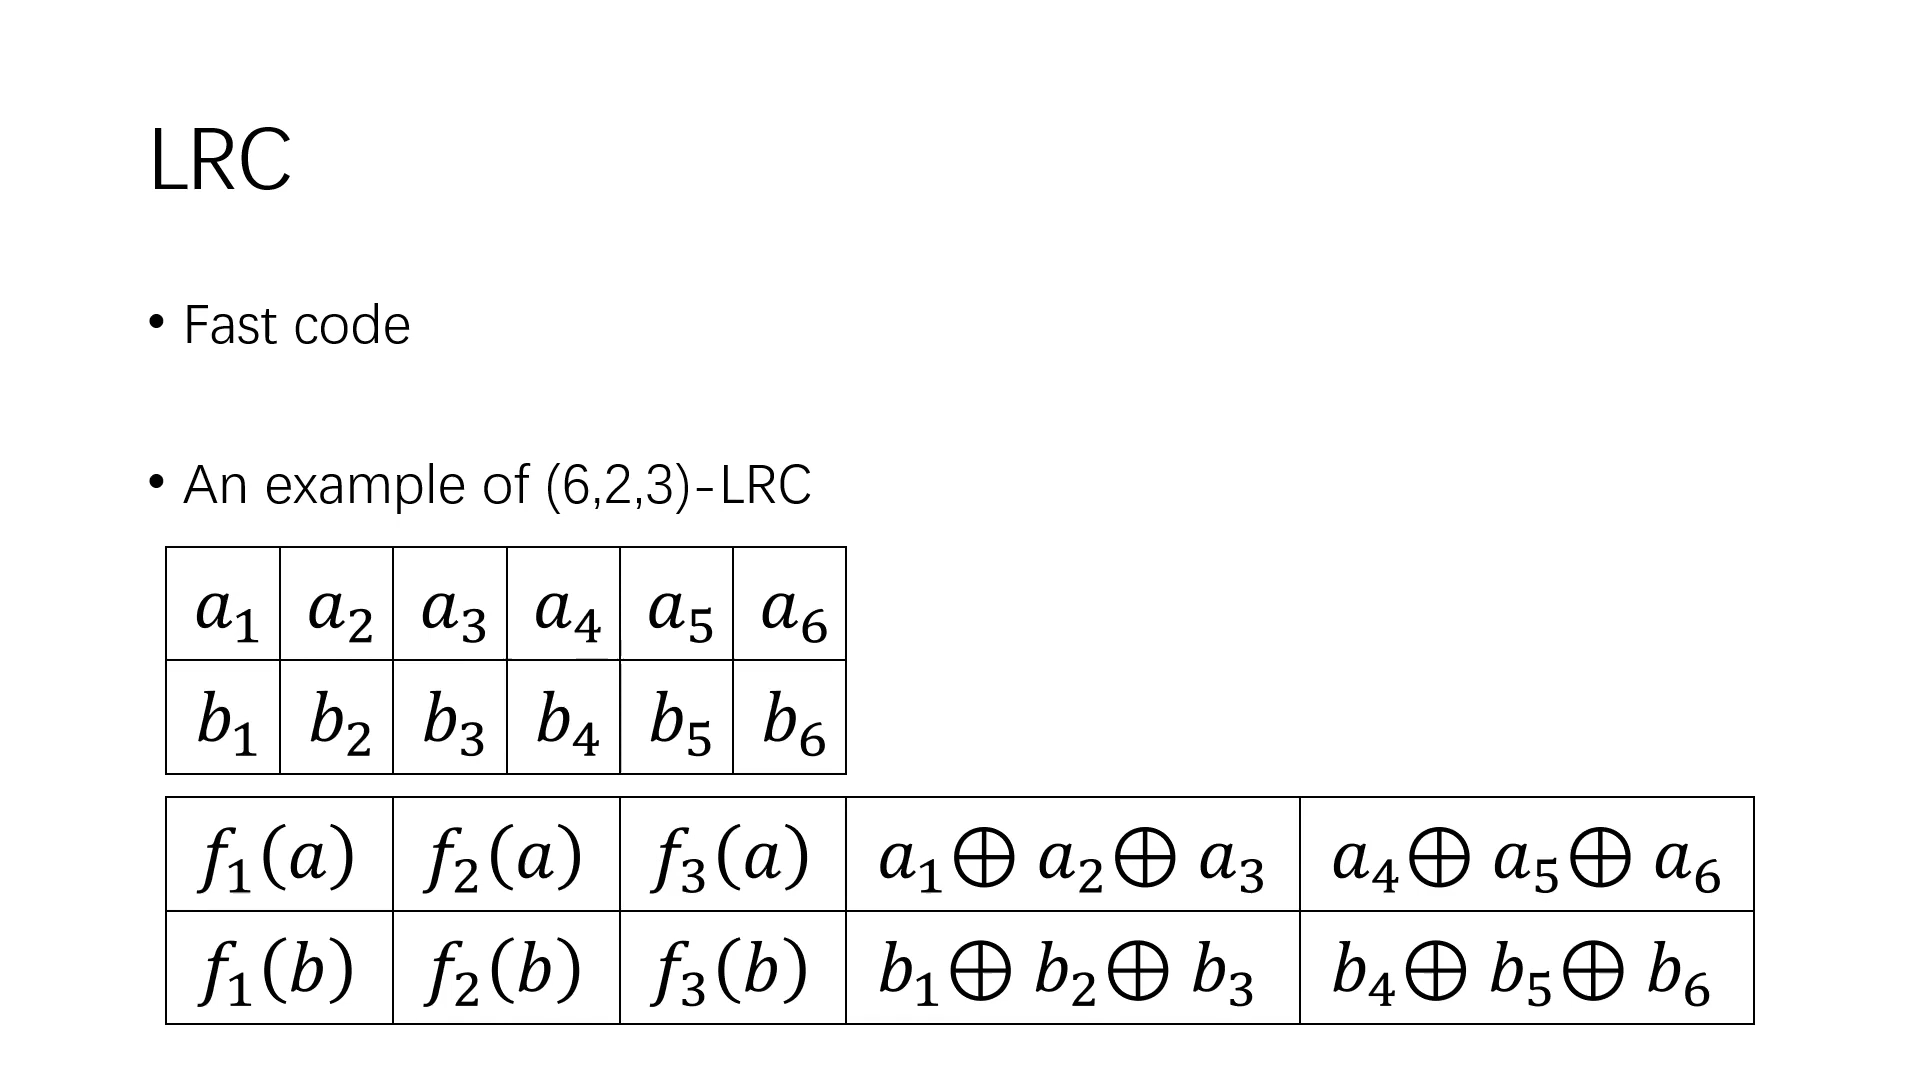 LRC
• Fast code
• An example of (6,2,3)-LRC
a₁ a₂ a₃ a₄ a₅ a₆
b₁ b₂ b₃ b₄ b₅ b₆
f₁(a) f₂(a) f₃(a) a₁⊕ a₂⊕ a₃ a₄⊕ a₅⊕ a₆
f₁(b) f₂(b) f₃(b) b₁⊕ b₂⊕ b₃ b₄⊕ b₅⊕ b₆